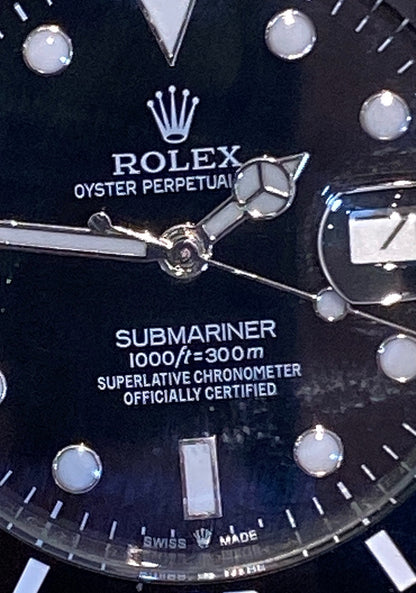 ROLEX
OYSTER PERPETUAL
SUBMARINER
1000ft=300m
SUPERLATIVE CHRONOMETER
OFFICIALLY CERTIFIED
SWISS MADE